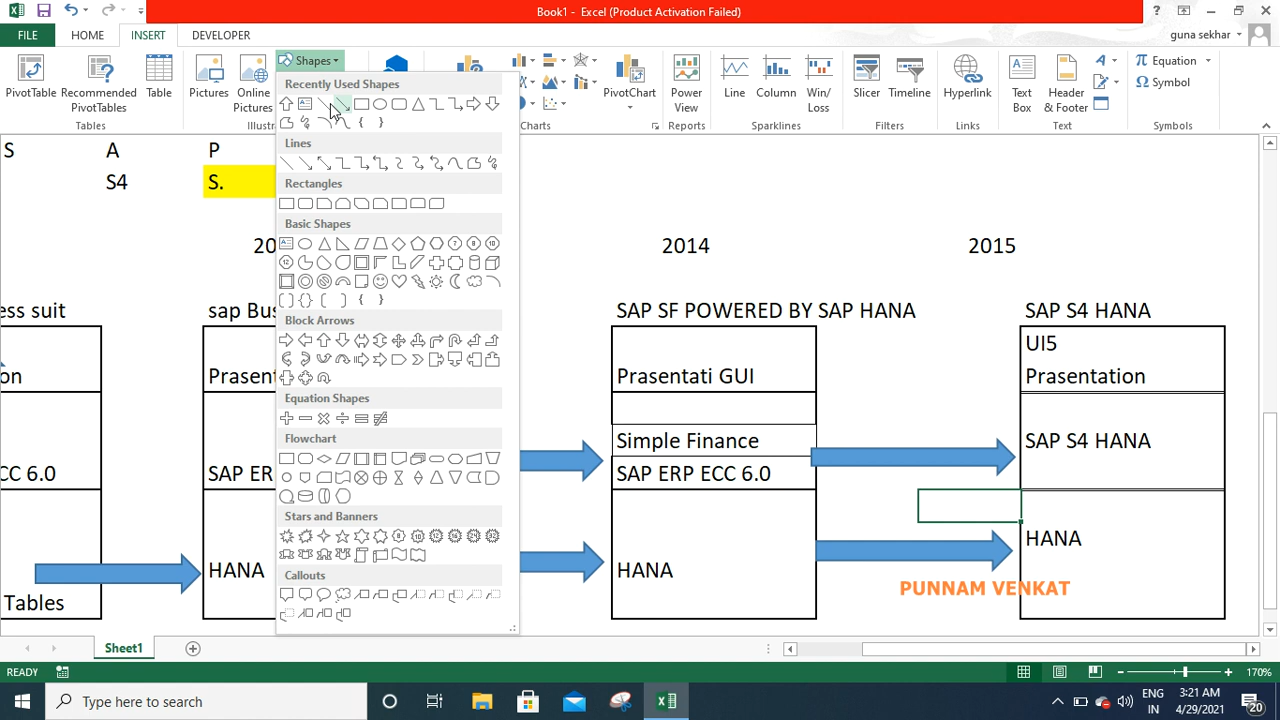 Book1 - Excel (Product Activation Failed)
FILE
HOME
INSERT
DEVELOPER
guna sekhar
PivotTable
Recommended
PivotTables
Table
Tables
Pictures
Online
Pictures
Illustr
Shapes
PivotChart
Charts
Power
View
Reports
Line
Column
Win/
Loss
Sparklines
Slicer
Timeline
Filters
Hyperlink
Links
Text
Box
Header
& Footer
Text
Equation
Symbol
Symbols
Recently Used Shapes
Lines
Rectangles
Basic Shapes
Block Arrows
Equation Shapes
Flowchart
Stars and Banners
Callouts
S
A
P
S4
S.
20
2014
2015
ess suit
sap Bus
SAP SF POWERED BY SAP HANA
SAP S4 HANA
UI5
on
Prasent
Prasentati GUI
Prasentation
Simple Finance
SAP S4 HANA
CC 6.0
SAP ER
SAP ERP ECC 6.0
HANA
HANA
HANA
Tables
PUNNAM VENKAT
Sheet1
READY
170%
Type here to search
ENG
IN
3:21 AM
4/29/2021
20